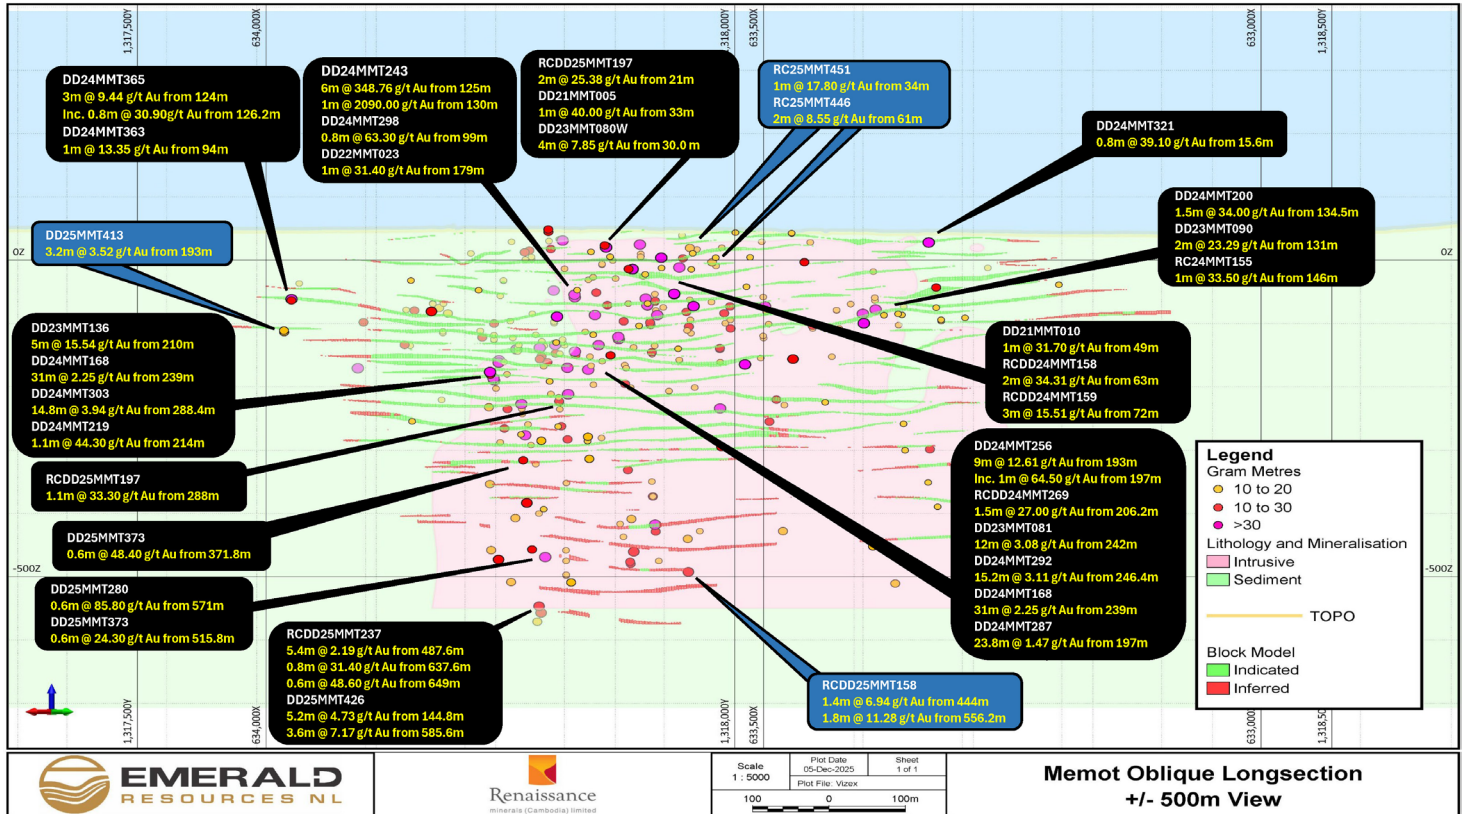 1,317,500Y
634,000X
1,318,000Y
633,500X
633,000X
1,318,500Y
DD24MMT365
3m @ 9.44 g/t Au from 124m
Inc. 0.8m @ 30.90g/t Au from 126.2m
DD24MMT363
1m @ 13.35 g/t Au from 94m
DD24MMT243
6m @ 348.76 g/t Au from 125m
1m @ 2090.00 g/t Au from 130m
DD24MMT298
0.8m @ 63.30 g/t Au from 99m
DD22MMT023
1m @ 31.40 g/t Au from 179m
RCDD25MMT197
2m @ 25.38 g/t Au from 21m
DD21MMT005
1m @ 40.00 g/t Au from 33m
DD23MMT080W
4m @ 7.85 g/t Au from 30.0 m
RC25MMT451
1m @ 17.80 g/t Au from 34m
RC25MMT446
2m @ 8.55 g/t Au from 61m
DD24MMT321
0.8m @ 39.10 g/t Au from 15.6m
DD24MMT200
1.5m @ 34.00 g/t Au from 134.5m
DD23MMT090
2m @ 23.29 g/t Au from 131m
RC24MMT155
1m @ 33.50 g/t Au from 146m
DD25MMT413
3.2m @ 3.52 g/t Au from 193m
0Z
0Z
DD23MMT136
5m @ 15.54 g/t Au from 210m
DD24MMT168
31m @ 2.25 g/t Au from 239m
DD24MMT303
14.8m @ 3.94 g/t Au from 288.4m
DD24MMT219
1.1m @ 44.30 g/t Au from 214m
DD21MMT010
1m @ 31.70 g/t Au from 49m
RCDD24MMT158
2m @ 34.31 g/t Au from 63m
RCDD24MMT159
3m @ 15.51 g/t Au from 72m
RCDD25MMT197
1.1m @ 33.30 g/t Au from 288m
DD25MMT373
0.6m @ 48.40 g/t Au from 371.8m
DD24MMT256
9m @ 12.61 g/t Au from 193m
Inc. 1m @ 64.50 g/t Au from 197m
RCDD24MMT269
1.5m @ 27.00 g/t Au from 206.2m
DD23MMT081
12m @ 3.08 g/t Au from 242m
DD24MMT292
15.2m @ 3.11 g/t Au from 246.4m
DD24MMT168
31m @ 2.25 g/t Au from 239m
DD24MMT287
23.8m @ 1.47 g/t Au from 197m
Legend
Gram Metres
10 to 20
10 to 30
>30
Lithology and Mineralisation
Intrusive
Sediment
TOPO
Block Model
Indicated
Inferred
-500Z
-500Z
DD25MMT280
0.6m @ 85.80 g/t Au from 571m
DD25MMT373
0.6m @ 24.30 g/t Au from 515.8m
RCDD25MMT237
5.4m @ 2.19 g/t Au from 487.6m
0.8m @ 31.40 g/t Au from 637.6m
0.6m @ 48.60 g/t Au from 649m
DD25MMT426
5.2m @ 4.73 g/t Au from 144.8m
3.6m @ 7.17 g/t Au from 585.6m
RCDD25MMT158
1.4m @ 6.94 g/t Au from 444m
1.8m @ 11.28 g/t Au from 556.2m
1,317,500Y
634,000X
1,318,000Y
633,500X
633,000X
1,318,50
EMERALD
RESOURCES NL
Renaissance
minerals (Cambodia) limited
Scale
1 : 5000
Plot Date
05-Dec-2025
Sheet
1 of 1
Plot File: Vizex
100 0 100m
Memot Oblique Longsection
+/- 500m View